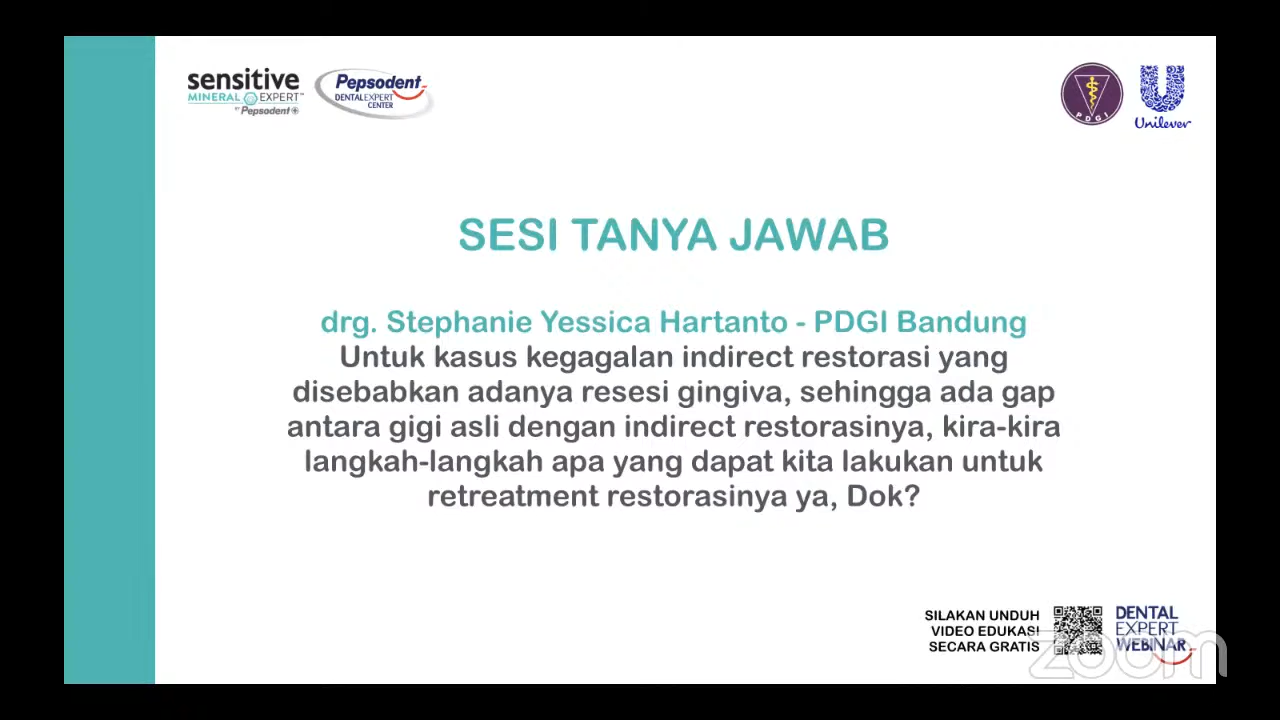 sensitive
MINERAL EXPERT™
BY Pepsodent
Pepsodent
DENTAL EXPERT
CENTER
PDGI
Unilever
SESI TANYA JAWAB
drg. Stephanie Yessica Hartanto - PDGI Bandung
Untuk kasus kegagalan indirect restorasi yang
disebabkan adanya resesi gingiva, sehingga ada gap
antara gigi asli dengan indirect restorasinya, kira-kira
langkah-langkah apa yang dapat kita lakukan untuk
retreatment restorasinya ya, Dok?
SILAKAN UNDUH
VIDEO EDUKASI
SECARA GRATIS
DENTAL
EXPERT
WEBINAR
zoom